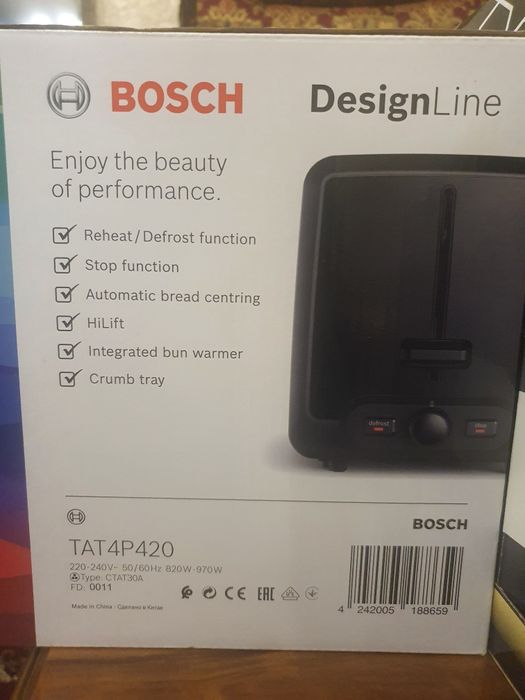 BOSCH DesignLine
Enjoy the beauty
of performance.
Reheat/Defrost function
Stop function
Automatic bread centring
HiLift
Integrated bun warmer
Crumb tray
defrost stop
BOSCH
TAT4P420
220-240V~ 50/60Hz 820W-970W
Type: CTAT30A
FD: 0011
CE EAC
Made in China · Сделано в Китае
4 242005 188659